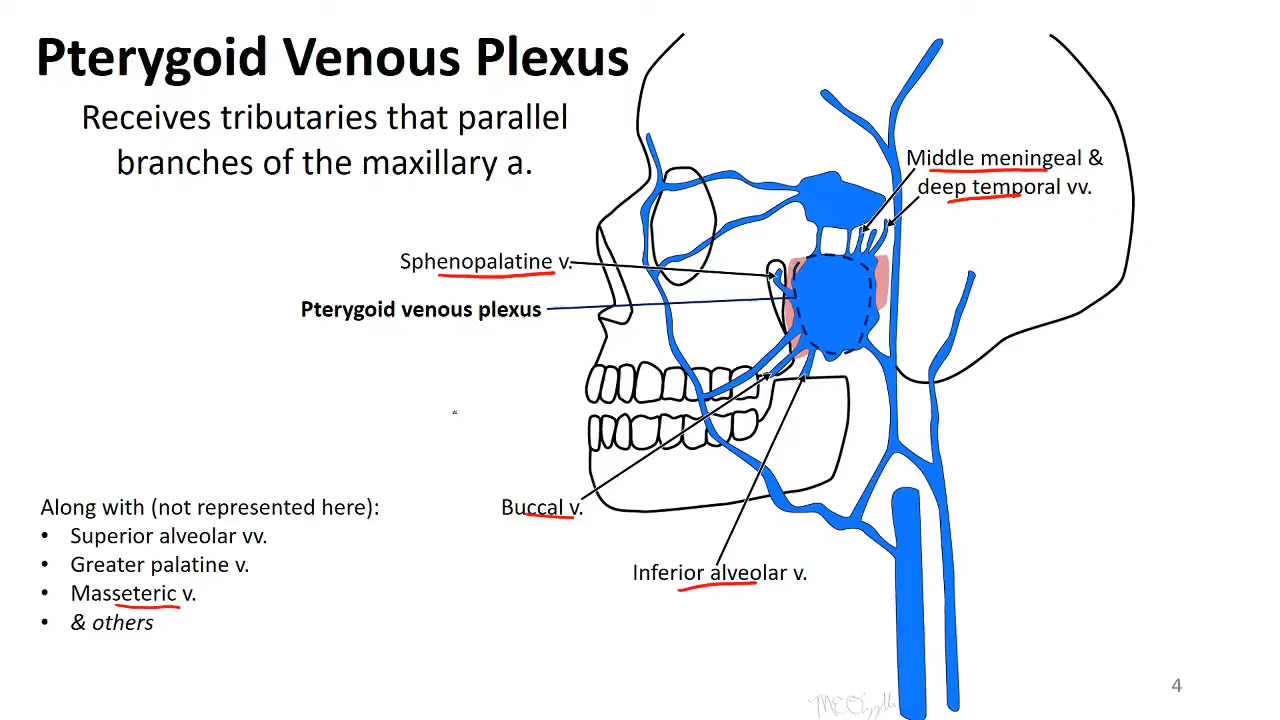 Pterygoid Venous Plexus
Receives tributaries that parallel
branches of the maxillary a.
Middle meningeal &
deep temporal vv.
Sphenopalatine v.
Pterygoid venous plexus
Buccal v.
Inferior alveolar v.
Along with (not represented here):
• Superior alveolar vv.
• Greater palatine v.
• Masseteric v.
• & others
4